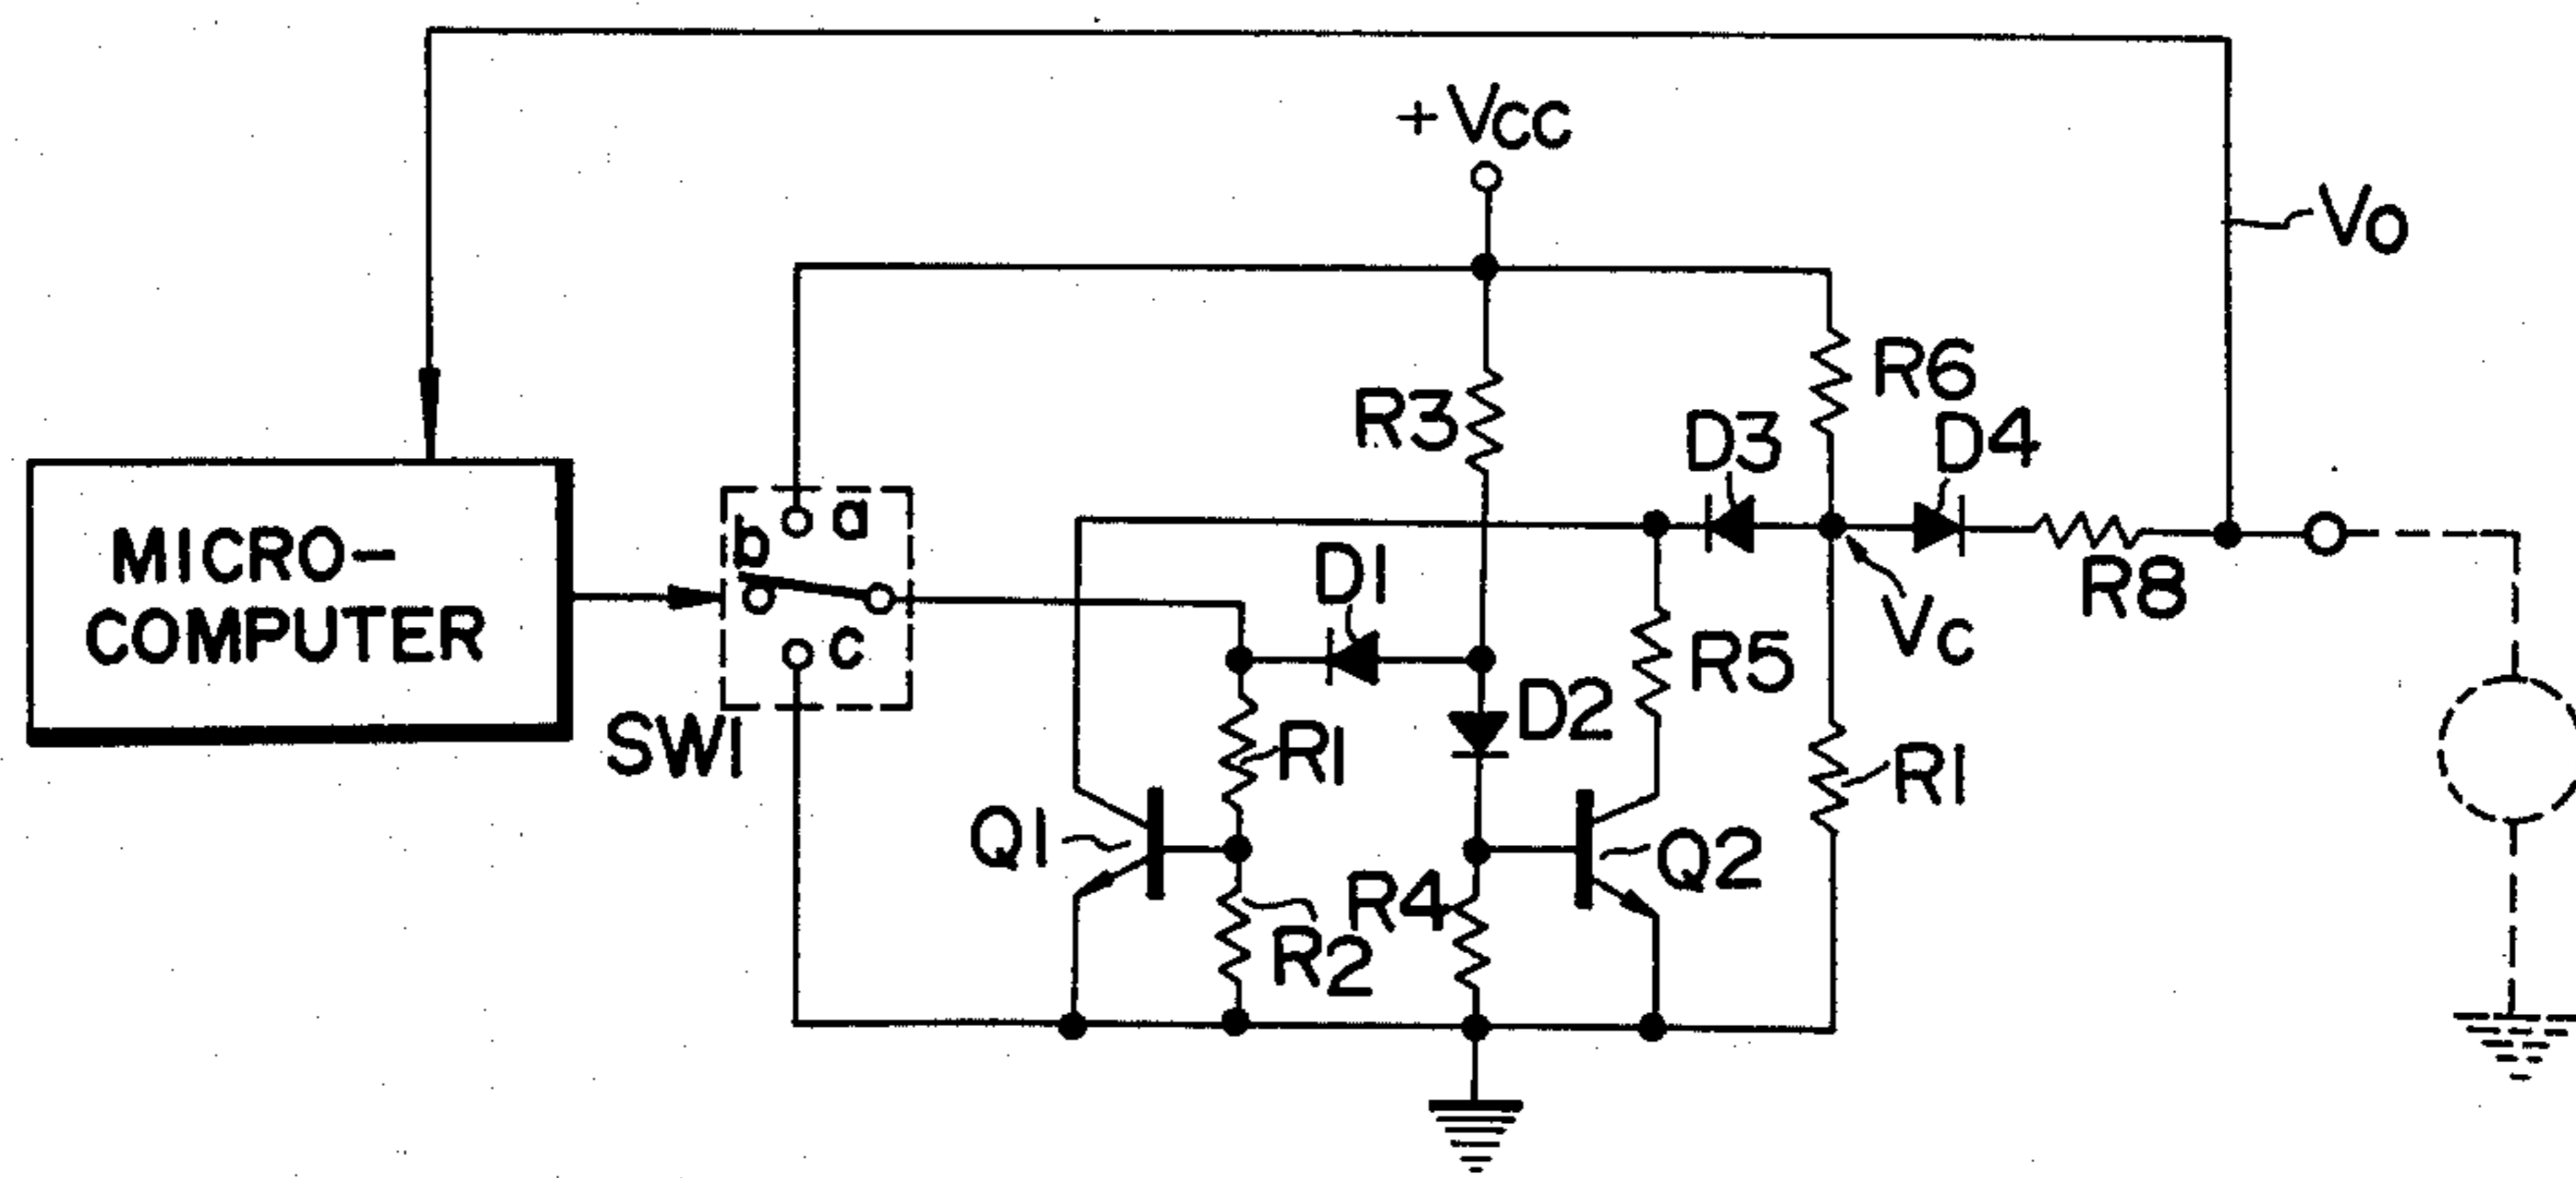 +Vcc
Vo
R6
R3
D3
D4
MICRO-
COMPUTER
b
a
c
SW1
D1
Vc
R8
R5
D2
R1
R1
Q1
Q2
R4
R2